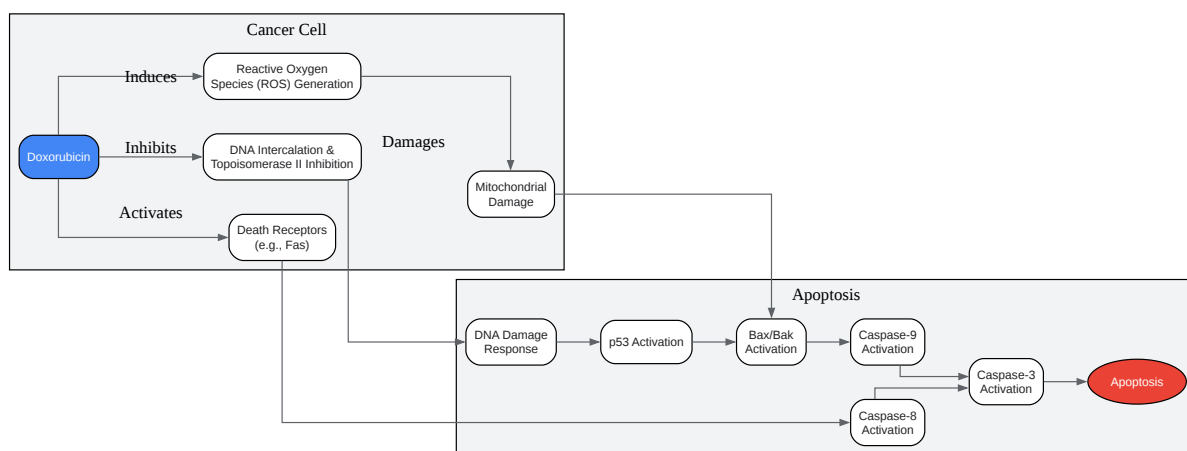 Cancer Cell
Induces
Reactive Oxygen
Species (ROS) Generation
Doxorubicin
Inhibits
DNA Intercalation &
Topoisomerase II Inhibition
Damages
Mitochondrial
Damage
Activates
Death Receptors
(e.g., Fas)
Apoptosis
DNA Damage
Response
p53 Activation
Bax/Bak
Activation
Caspase-9
Activation
Caspase-3
Activation
Apoptosis
Caspase-8
Activation